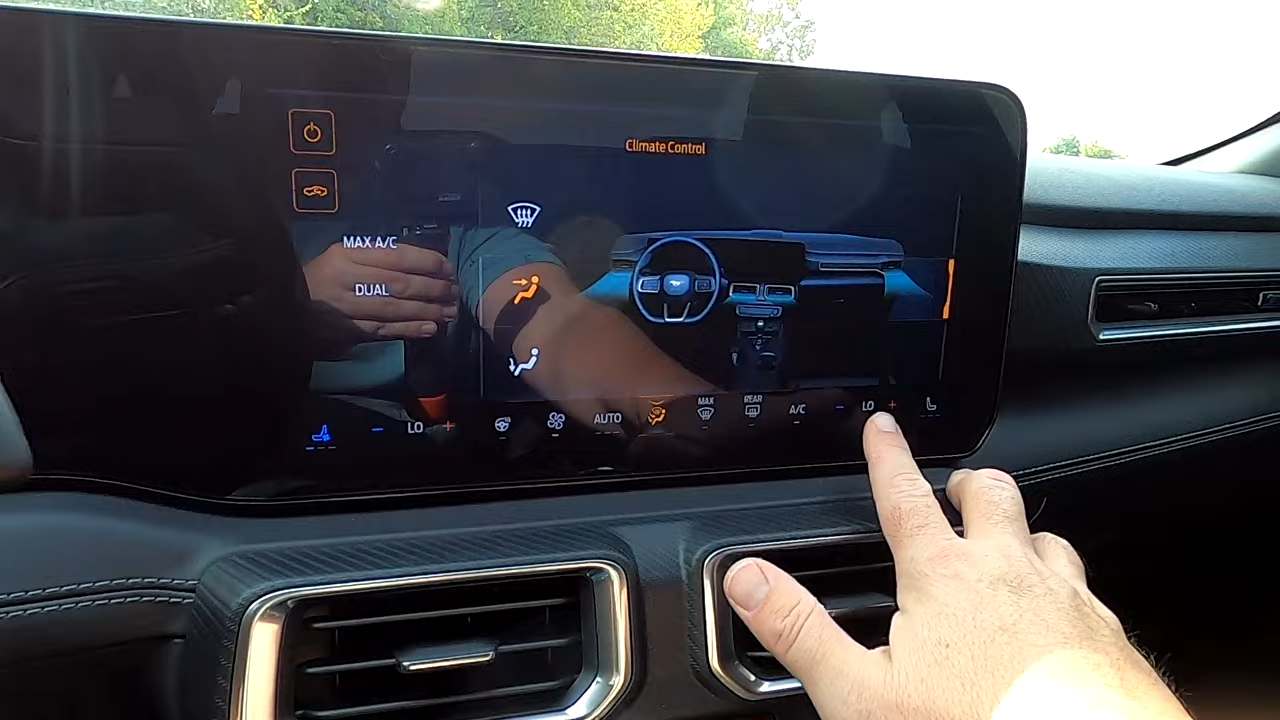 Climate Control
MAX A/C
DUAL
LO
AUTO
MAX
REAR
A/C
LO